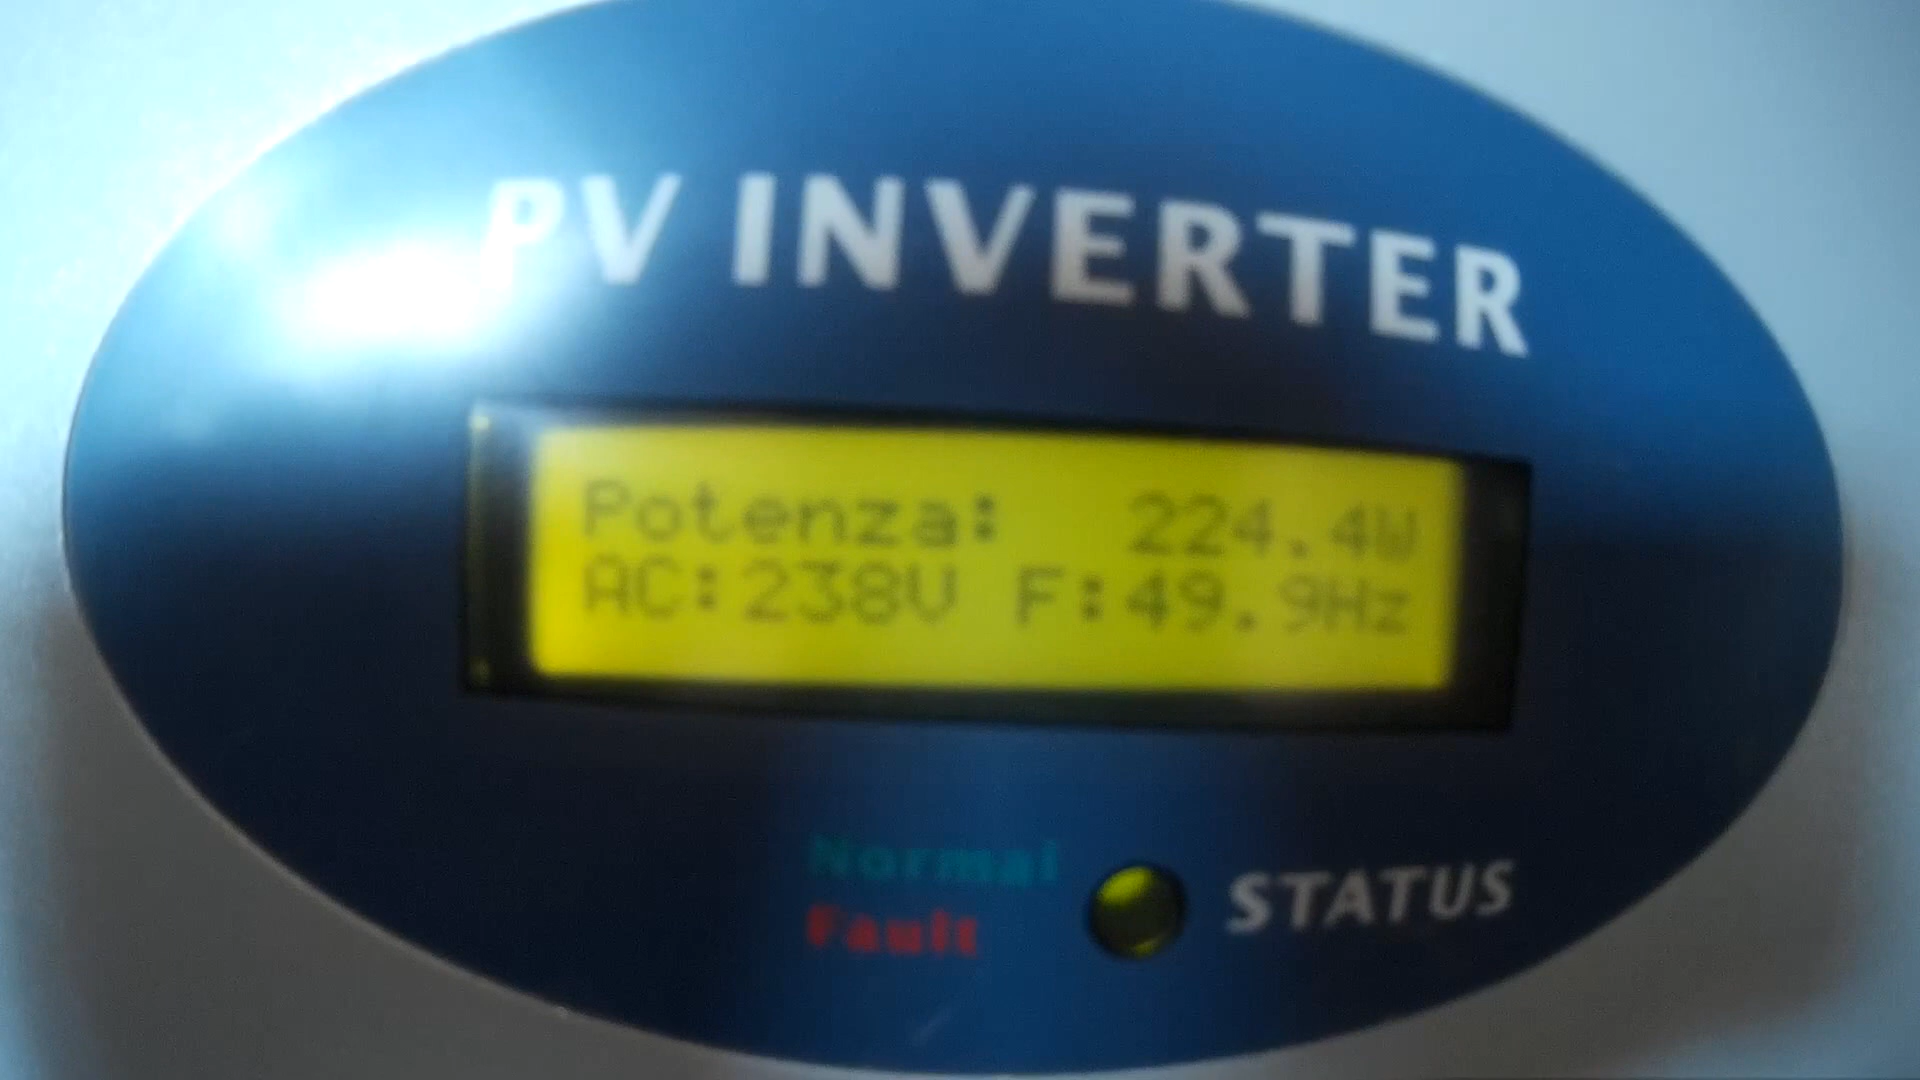 PV INVERTER
Potenza: 224.4W
AC:238V F:49.9Hz
Normal
Fault
STATUS